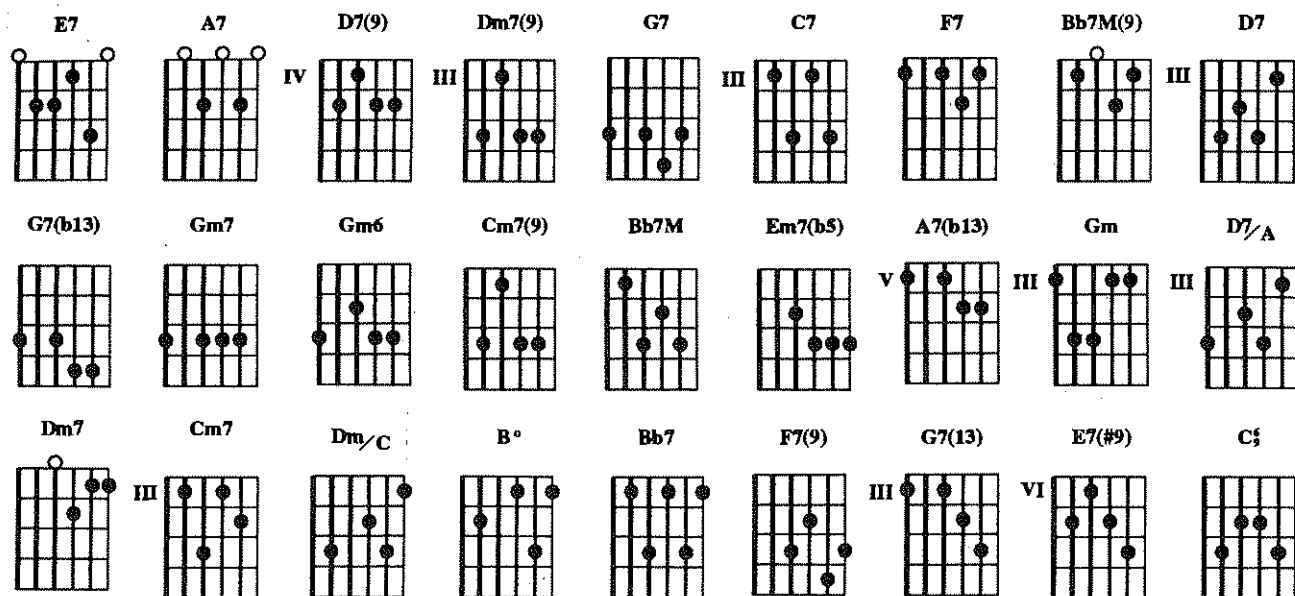 E7 A7 D7(9) Dm7(9) G7 C7 F7 Bb7M(9) D7
IV III III III
G7(b13) Gm7 Gm6 Cm7(9) Bb7M Em7(b5) A7(b13) Gm D7/A
V III III
Dm7 Cm7 Dm/C B° Bb7 F7(9) G7(13) E7(#9) C6/9
III III VI